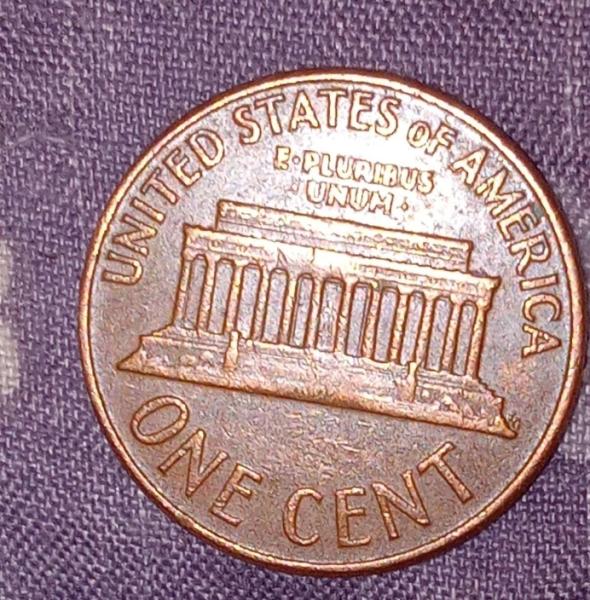 UNITED STATES OF AMERICA
E·PLURIBUS
UNUM·
ONE CENT